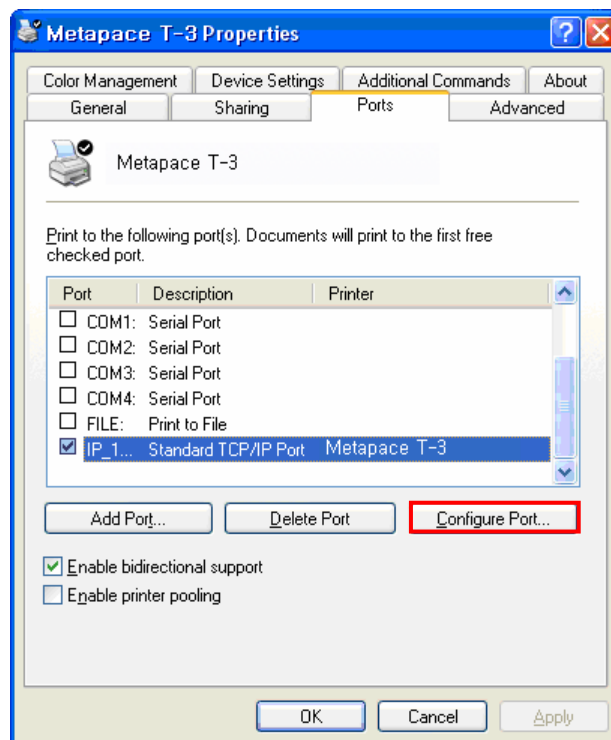 Metapace T-3 Properties
Color Management Device Settings Additional Commands About
General Sharing Ports Advanced
Metapace T-3
Print to the following port(s). Documents will print to the first free
checked port.
Port Description Printer
COM1: Serial Port
COM2: Serial Port
COM3: Serial Port
COM4: Serial Port
FILE: Print to File
IP_1... Standard TCP/IP Port Metapace T-3
Add Port... Delete Port Configure Port...
Enable bidirectional support
Enable printer pooling
OK Cancel Apply